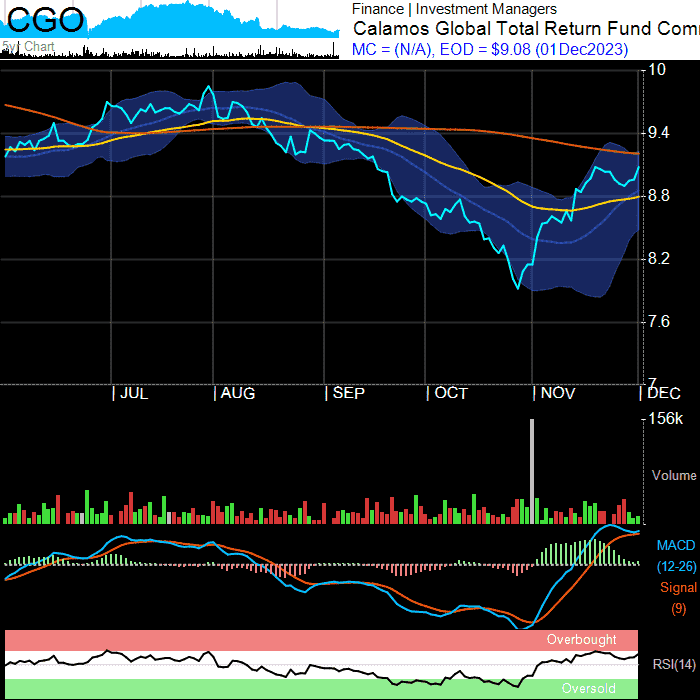 CGO
5yr Chart
Finance | Investment Managers
Calamos Global Total Return Fund Com
MC = (N/A), EOD = $9.08 (01Dec2023)
10
9.4
8.8
8.2
7.6
7
| JUL | AUG | SEP | OCT | NOV | DEC
156k
Volume
MACD
(12-26)
Signal
(9)
Overbought
RSI(14)
Oversold